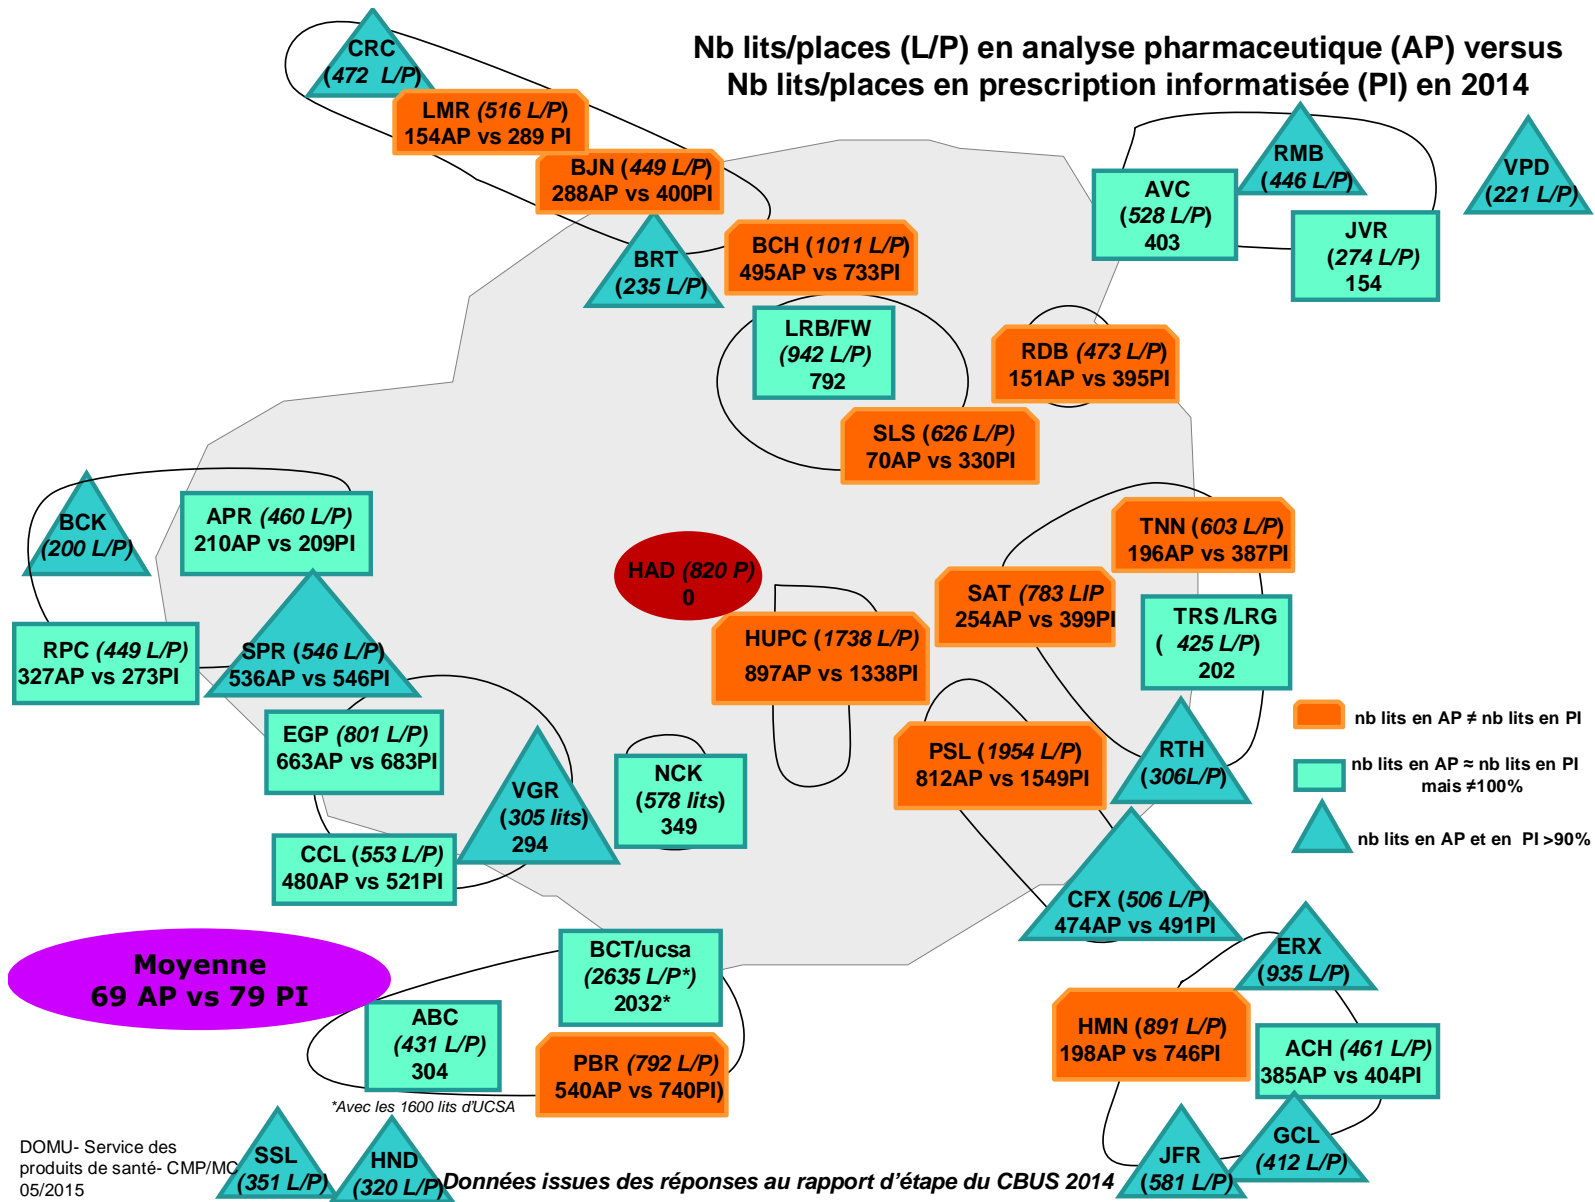 Nb lits/places (L/P) en analyse pharmaceutique (AP) versus
Nb lits/places en prescription informatisée (PI) en 2014
CRC
(472 L/P)
LMR (516 L/P)
154AP vs 289 PI
BJN (449 L/P)
288AP vs 400PI
BRT
(235 L/P)
BCH (1011 L/P)
495AP vs 733PI
LRB/FW
(942 L/P)
792
SLS (626 L/P)
70AP vs 330PI
RDB (473 L/P)
151AP vs 395PI
AVC
(528 L/P)
403
RMB
(446 L/P)
JVR
(274 L/P)
154
VPD
(221 L/P)
BCK
(200 L/P)
APR (460 L/P)
210AP vs 209PI
RPC (449 L/P)
327AP vs 273PI
SPR (546 L/P)
536AP vs 546PI
HAD (820 P)
0
HUPC (1738 L/P)
897AP vs 1338PI
TNN (603 L/P)
196AP vs 387PI
SAT (783 LIP
254AP vs 399PI
TRS /LRG
( 425 L/P)
202
RTH
(306L/P)
EGP (801 L/P)
663AP vs 683PI
VGR
(305 lits)
294
CCL (553 L/P)
480AP vs 521PI
NCK
(578 lits)
349
PSL (1954 L/P)
812AP vs 1549PI
CFX (506 L/P)
474AP vs 491PI
nb lits en AP ≠ nb lits en PI
nb lits en AP ≈ nb lits en PI
mais ≠100%
nb lits en AP et en PI >90%
Moyenne
69 AP vs 79 PI
BCT/ucsa
(2635 L/P*)
2032*
ABC
(431 L/P)
304
PBR (792 L/P)
540AP vs 740PI)
*Avec les 1600 lits d'UCSA
ERX
(935 L/P)
HMN (891 L/P)
198AP vs 746PI
ACH (461 L/P)
385AP vs 404PI
GCL
(412 L/P)
JFR
(581 L/P)
SSL
(351 L/P)
HND
(320 L/P)
DOMU- Service des
produits de santé- CMP/MC
05/2015
Données issues des réponses au rapport d'étape du CBUS 2014